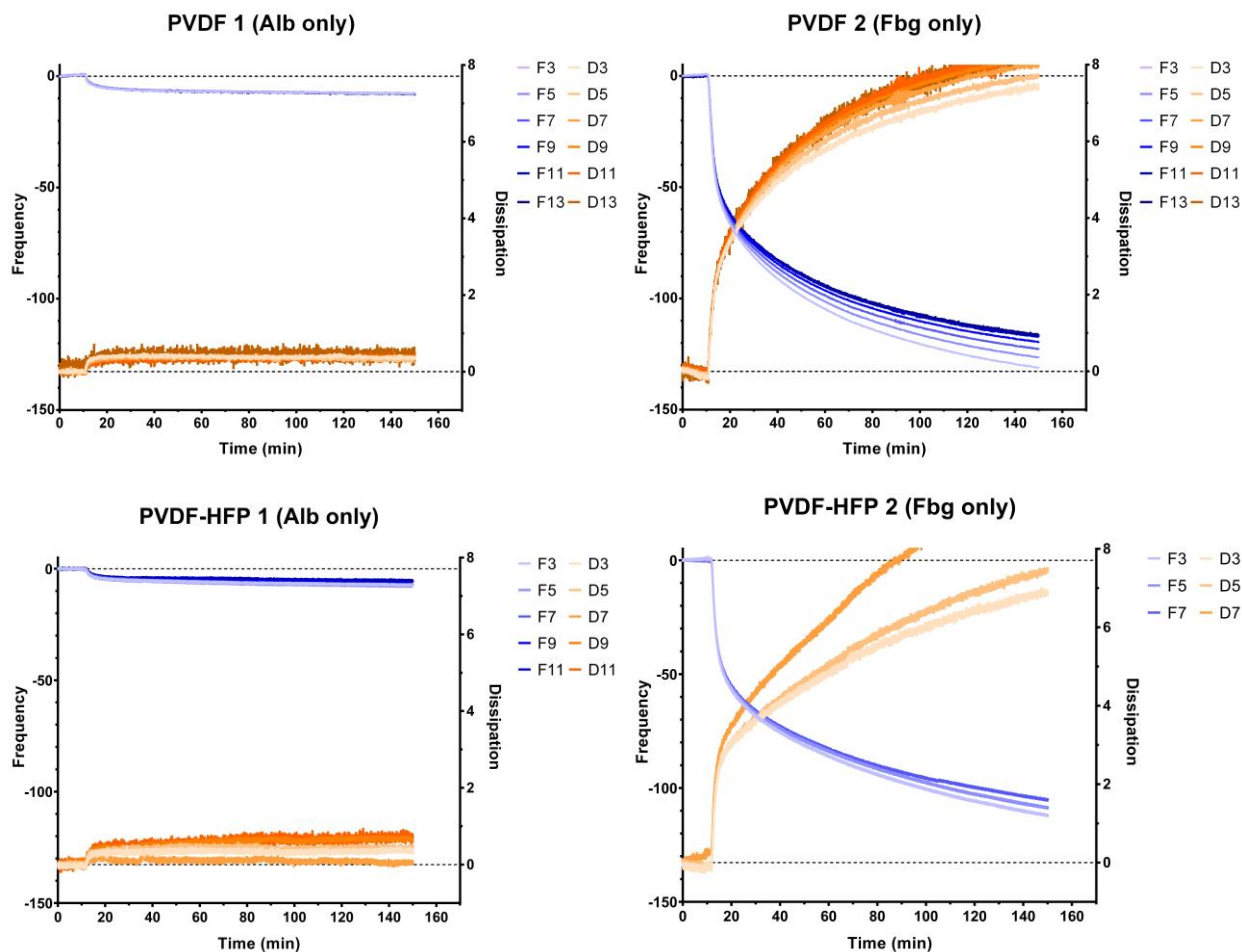 PVDF 1 (Alb only)
Frequency
0
-50
-100
-150
8
6
4
2
0
Dissipation
0 20 40 60 80 100 120 140 160
Time (min)
F3 D3
F5 D5
F7 D7
F9 D9
F11 D11
F13 D13
PVDF 2 (Fbg only)
Frequency
0
-50
-100
-150
8
6
4
2
0
Dissipation
0 20 40 60 80 100 120 140 160
Time (min)
F3 D3
F5 D5
F7 D7
F9 D9
F11 D11
F13 D13
PVDF-HFP 1 (Alb only)
Frequency
0
-50
-100
-150
8
6
4
2
0
Dissipation
0 20 40 60 80 100 120 140 160
Time (min)
F3 D3
F5 D5
F7 D7
F9 D9
F11 D11
PVDF-HFP 2 (Fbg only)
Frequency
0
-50
-100
-150
8
6
4
2
0
Dissipation
0 20 40 60 80 100 120 140 160
Time (min)
F3 D3
F5 D5
F7 D7